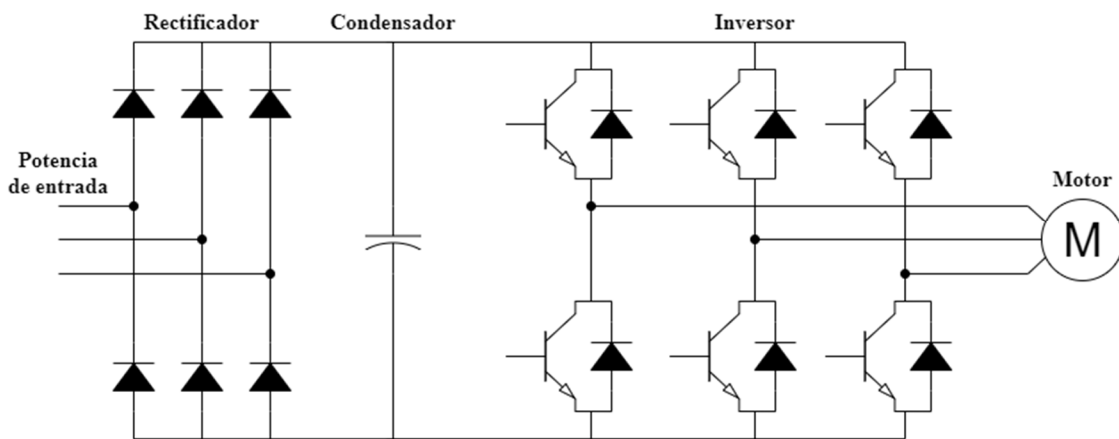 Rectificador
Condensador
Inversor
Potencia
de entrada
Motor
M